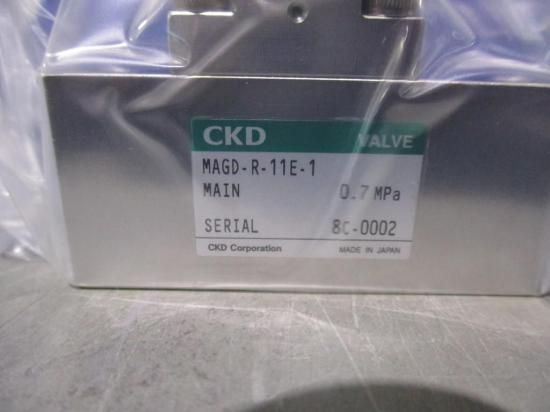 CKD VALVE
MAGD-R-11E-1
MAIN 0.7 MPa
SERIAL 8C-0002
CKD Corporation MADE IN JAPAN